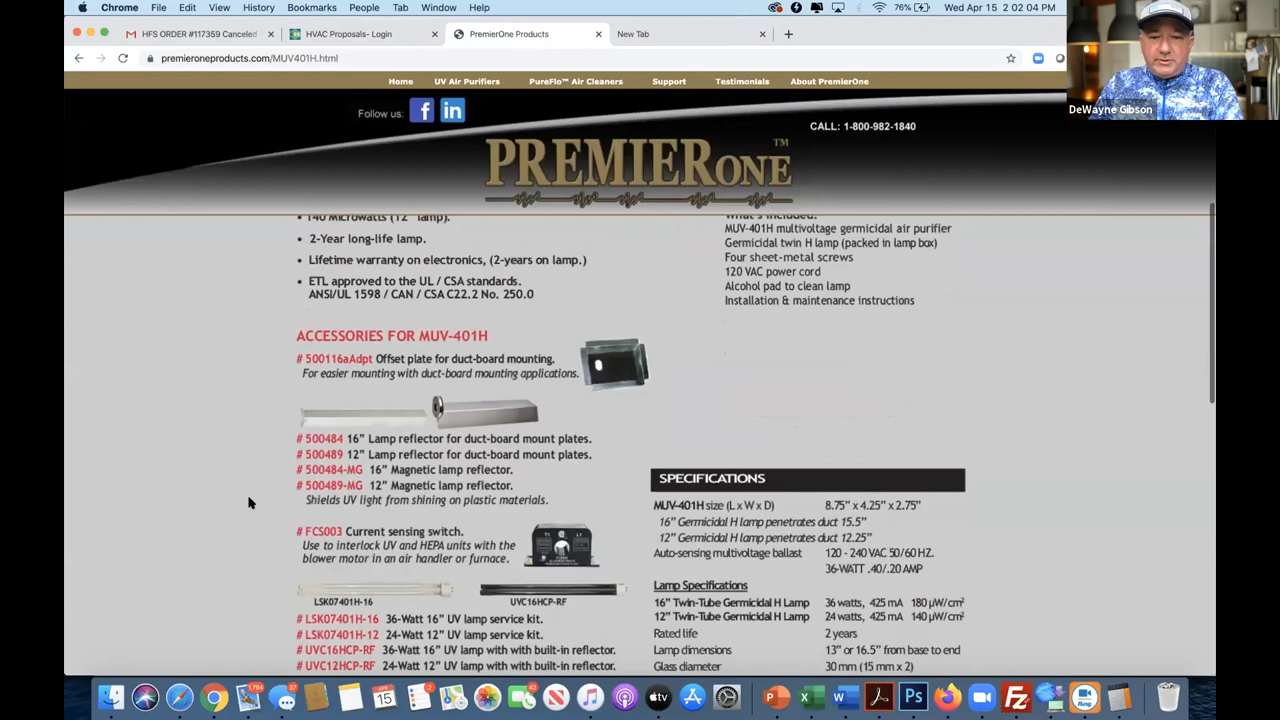 Chrome File Edit View History Bookmarks People Tab Window Help
76% Wed Apr 15 2:02:04 PM
HFS ORDER #117359 Canceled
HVAC Proposals- Login
PremierOne Products
New Tab
premieroneproducts.com/MUV401H.html
Home UV Air Purifiers PureFlo™ Air Cleaners Support Testimonials About PremierOne
DeWayne Gibson
Follow us:
CALL: 1-800-982-1840
PREMIERONE™
• 140 Microwatts (12" lamp).
• 2-Year long-life lamp.
• Lifetime warranty on electronics, (2-years on lamp.)
• ETL approved to the UL / CSA standards.
ANSI/UL 1598 / CAN / CSA C22.2 No. 250.0
What's included:
MUV-401H multivoltage germicidal air purifier
Germicidal twin H lamp (packed in lamp box)
Four sheet-metal screws
120 VAC power cord
Alcohol pad to clean lamp
Installation & maintenance instructions
ACCESSORIES FOR MUV-401H
# 500116aAdpt Offset plate for duct-board mounting.
For easier mounting with duct-board mounting applications.
# 500484 16" Lamp reflector for duct-board mount plates.
# 500489 12" Lamp reflector for duct-board mount plates.
# 500484-MG 16" Magnetic lamp reflector.
# 500489-MG 12" Magnetic lamp reflector.
Shields UV light from shining on plastic materials.
# FCS003 Current sensing switch.
Use to interlock UV and HEPA units with the
blower motor in an air handler or furnace.
LSK07401H-16
UVC16HCP-RF
# LSK07401H-16 36-Watt 16" UV lamp service kit.
# LSK07401H-12 24-Watt 12" UV lamp service kit.
# UVC16HCP-RF 36-Watt 16" UV lamp with with built-in reflector.
# UVC12HCP-RF 24-Watt 12" UV lamp with with built-in reflector.
SPECIFICATIONS
MUV-401H size (L x W x D) 8.75" x 4.25" x 2.75"
16" Germicidal H lamp penetrates duct 15.5"
12" Germicidal H lamp penetrates duct 12.25"
Auto-sensing multivoltage ballast 120 - 240 VAC 50/60 HZ.
36-WATT .40/.20 AMP
Lamp Specifications
16" Twin-Tube Germicidal H Lamp 36 watts, 425 mA 180 µW/cm²
12" Twin-Tube Germicidal H Lamp 24 watts, 425 mA 140 µW/cm²
Rated life 2 years
Lamp dimensions 13" or 16.5" from base to end
Glass diameter 30 mm (15 mm x 2)